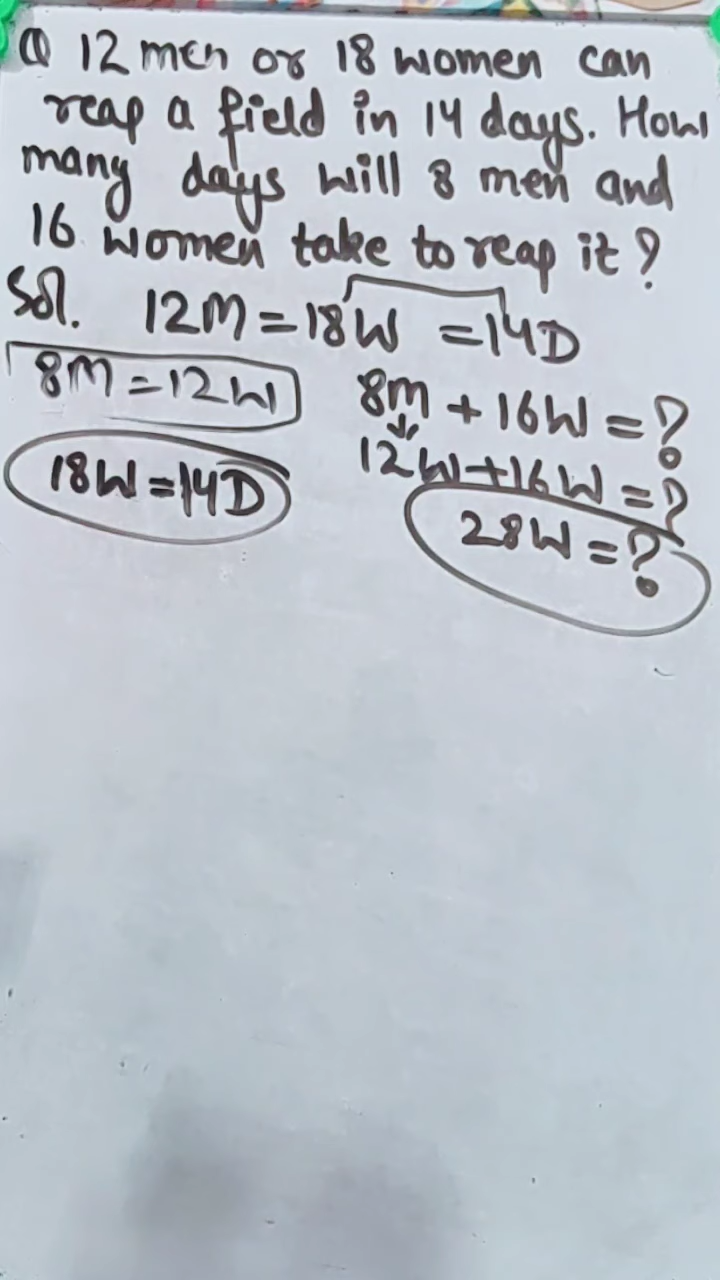 Q 12 men or 18 women can
reap a field in 14 days. How
many days will 8 men and
16 women take to reap it?
Sol. 12M = 18W = 14D
8M = 12W
8M + 16W = ?
12W + 16W = ?
18W = 14D
28W = ?